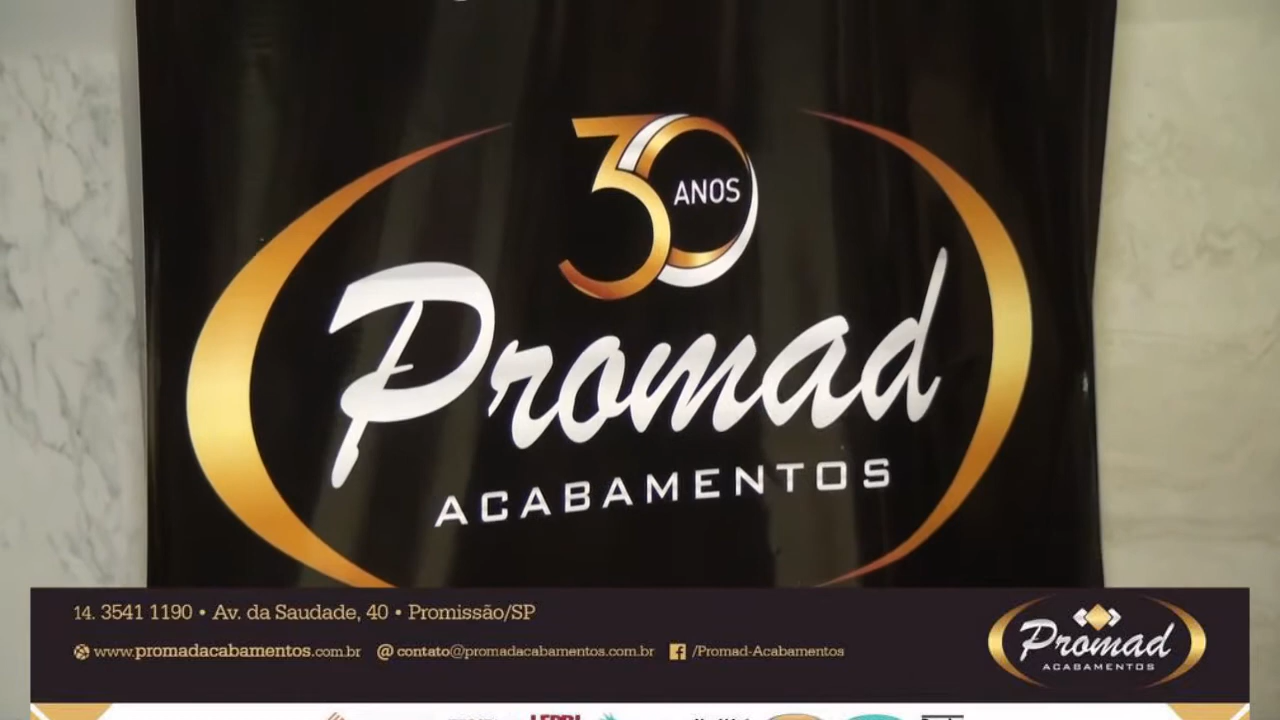 30
ANOS
Promad
ACABAMENTOS
14. 3541 1190 • Av. da Saudade, 40 • Promissão/SP
www.promadacabamentos.com.br @ contato@promadacabamentos.com.br f /Promad-Acabamentos
Promad
ACABAMENTOS